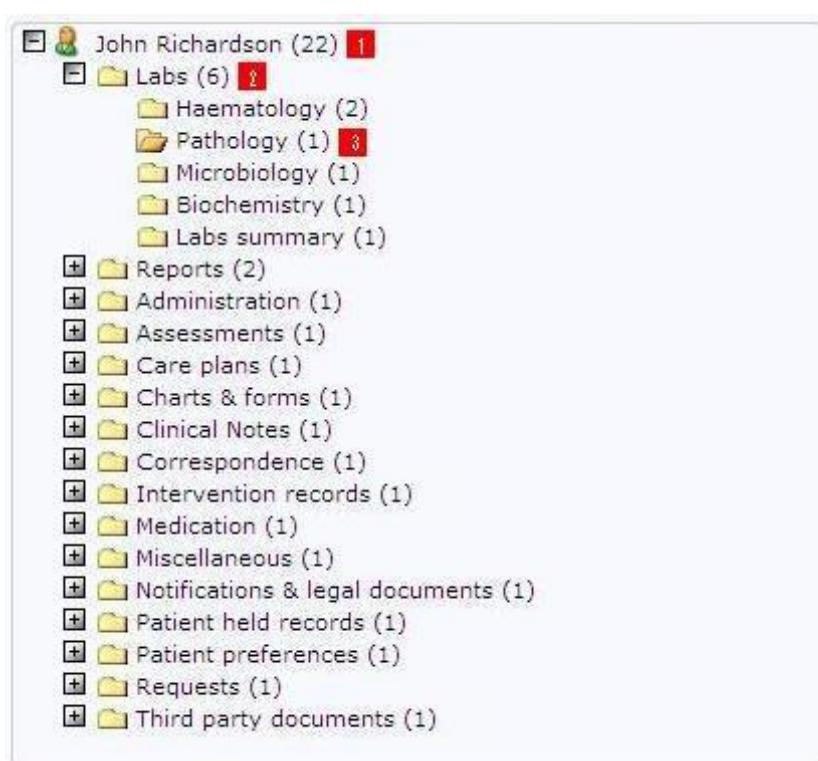 John Richardson (22) 1
Labs (6) 2
Haematology (2)
Pathology (1) 3
Microbiology (1)
Biochemistry (1)
Labs summary (1)
Reports (2)
Administration (1)
Assessments (1)
Care plans (1)
Charts & forms (1)
Clinical Notes (1)
Correspondence (1)
Intervention records (1)
Medication (1)
Miscellaneous (1)
Notifications & legal documents (1)
Patient held records (1)
Patient preferences (1)
Requests (1)
Third party documents (1)